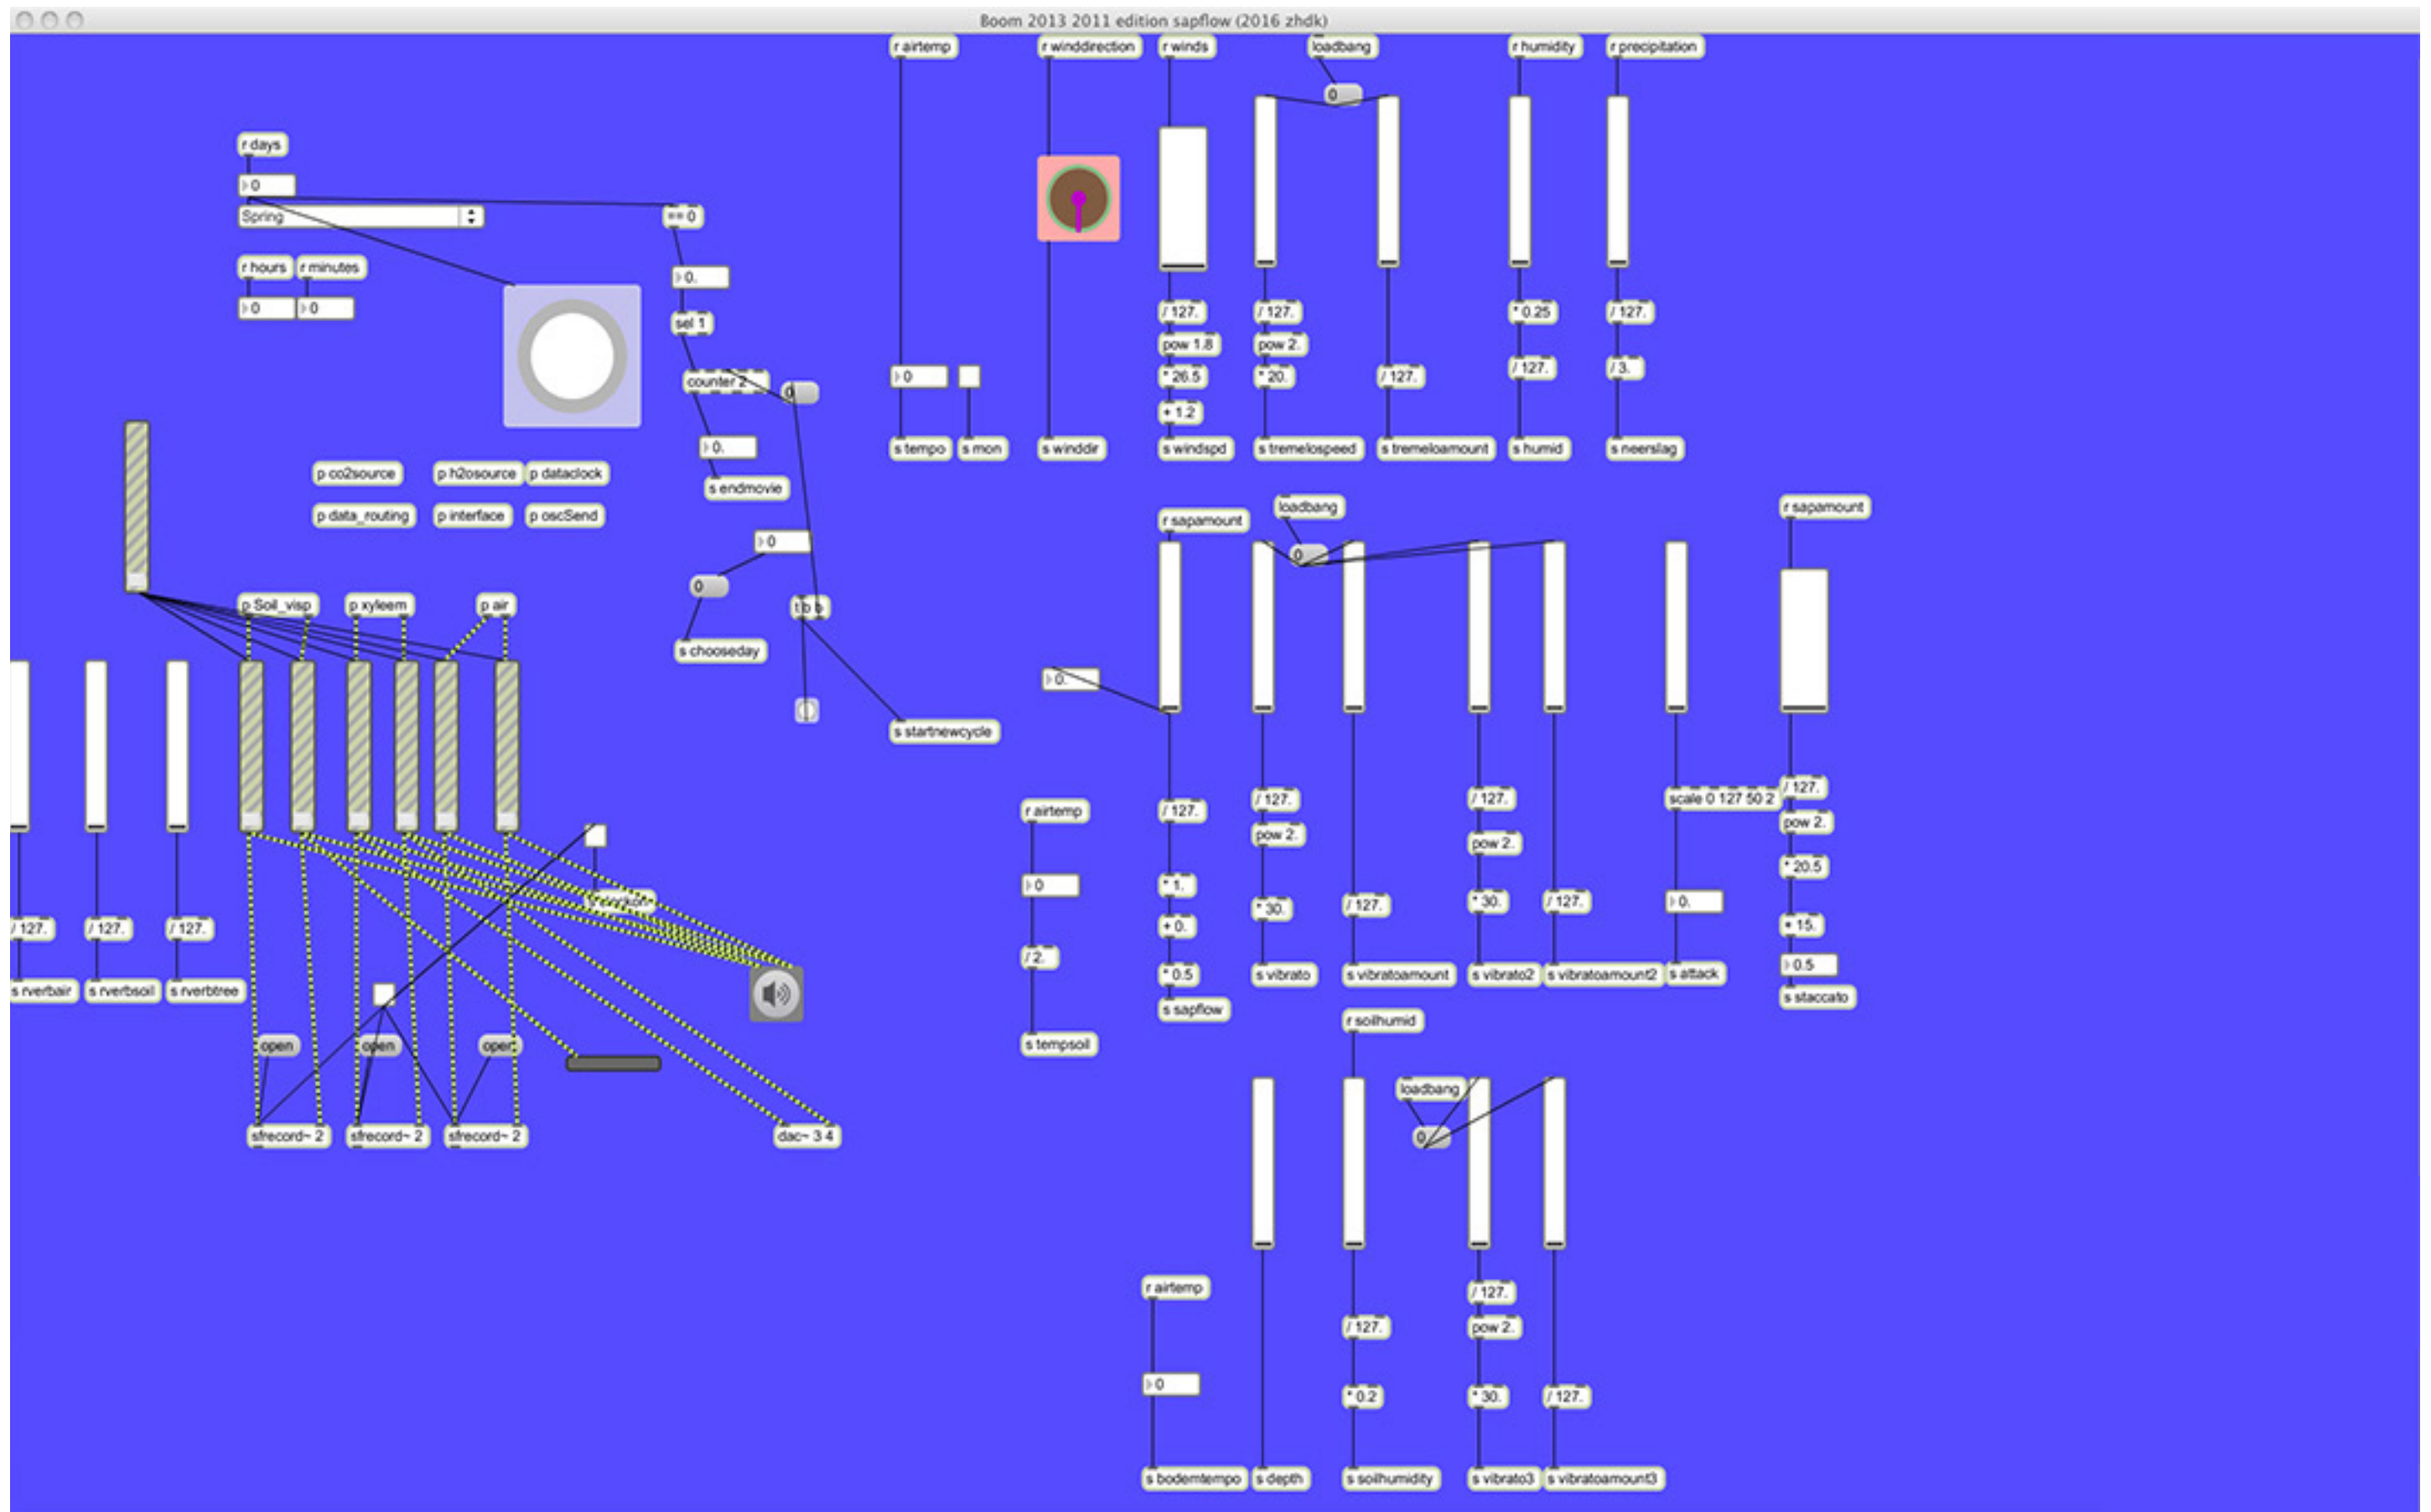 Boom 2013 2011 edition sapflow (2016 zhdk)
r airtemp
r winddirection
r winds
loadbang
r humidity
r precipitation
0
r days
0
Spring
== 0
r hours
r minutes
0
0
0.
sel 1
/ 127.
/ 127.
* 0.25
/ 127.
pow 1.8
pow 2.
counter 2
0
0
* 26.5
* 20.
/ 127.
/ 127.
/ 3.
+ 1.2
0.
s tempo
s mon
s winddir
s windspd
s tremelospeed
s tremeloamount
s humid
s neerslag
p co2source
p h2osource
p dataclock
s endmovie
p data_routing
p interface
p oscSend
r sapamount
loadbang
r sapamount
0
0
0
p Soil_visp
p xyleem
p air
t b b
s chooseday
0.
s startnewcycle
r airtemp
/ 127.
/ 127.
/ 127.
scale 0 127 50 2
/ 127.
pow 2.
pow 2.
pow 2.
0
* 1.
* 30.
/ 127.
* 30.
/ 127.
0.
* 20.5
/ 127.
/ 127.
/ 127.
+ 0.
+ 15.
/ 2.
* 0.5
s vibrato
s vibratoamount
s vibrato2
s vibratoamount2
s attack
0.5
s rverbair
s rverbsoil
s rverbtree
s sapflow
s staccato
open
open
open
s tempsoil
r soilhumid
loadbang
sfrecord~ 2
sfrecord~ 2
sfrecord~ 2
dac~ 3 4
0
r airtemp
/ 127.
/ 127.
pow 2.
0
* 0.2
* 30.
/ 127.
s bodemtempo
s depth
s soilhumidity
s vibrato3
s vibratoamount3